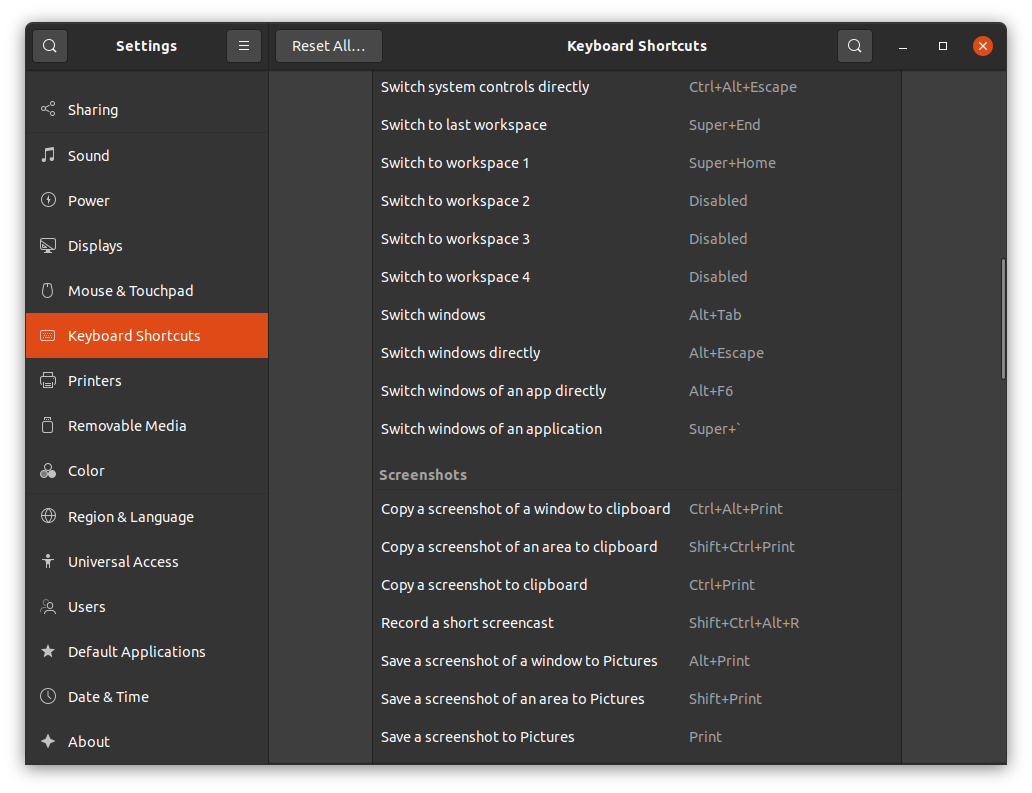 Settings
Reset All...
Keyboard Shortcuts
Sharing
Sound
Power
Displays
Mouse & Touchpad
Keyboard Shortcuts
Printers
Removable Media
Color
Region & Language
Universal Access
Users
Default Applications
Date & Time
About
Switch system controls directly Ctrl+Alt+Escape
Switch to last workspace Super+End
Switch to workspace 1 Super+Home
Switch to workspace 2 Disabled
Switch to workspace 3 Disabled
Switch to workspace 4 Disabled
Switch windows Alt+Tab
Switch windows directly Alt+Escape
Switch windows of an app directly Alt+F6
Switch windows of an application Super+`
Screenshots
Copy a screenshot of a window to clipboard Ctrl+Alt+Print
Copy a screenshot of an area to clipboard Shift+Ctrl+Print
Copy a screenshot to clipboard Ctrl+Print
Record a short screencast Shift+Ctrl+Alt+R
Save a screenshot of a window to Pictures Alt+Print
Save a screenshot of an area to Pictures Shift+Print
Save a screenshot to Pictures Print